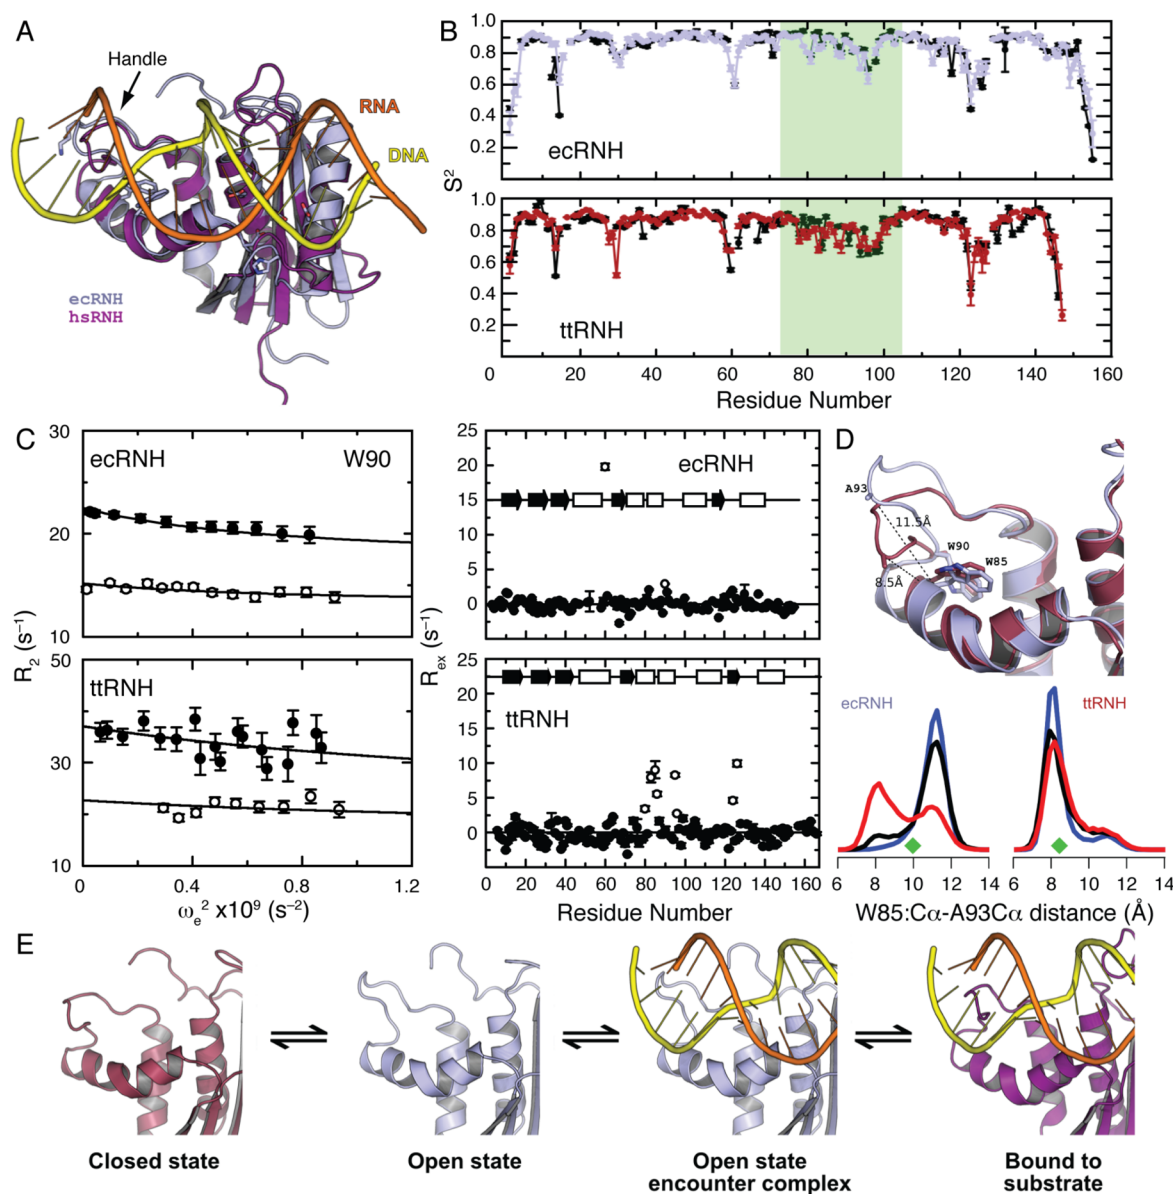 A
Handle
RNA
DNA
ecRNH
hsRNH
B
1.0
0.8
0.6
0.4
0.2
ecRNH
S²
1.0
0.8
0.6
0.4
0.2
ttRNH
0 20 40 60 80 100 120 140 160
Residue Number
C
30
20
10
ecRNH W90
50
30
10
ttRNH
R₂ (s⁻¹)
0 0.4 0.8 1.2
ωₑ² x10⁹ (s⁻²)
25
20
15
10
5
0
ecRNH
Rₑₓ (s⁻¹)
25
20
15
10
5
0
ttRNH
0 20 40 60 80 100 120 140 160
Residue Number
D
A93
11.5Å
W90
W85
8.5Å
ecRNH ttRNH
6 8 10 12 14 6 8 10 12 14
W85:Cα-A93Cα distance (Å)
E
Closed state
Open state
Open state
encounter complex
Bound to
substrate